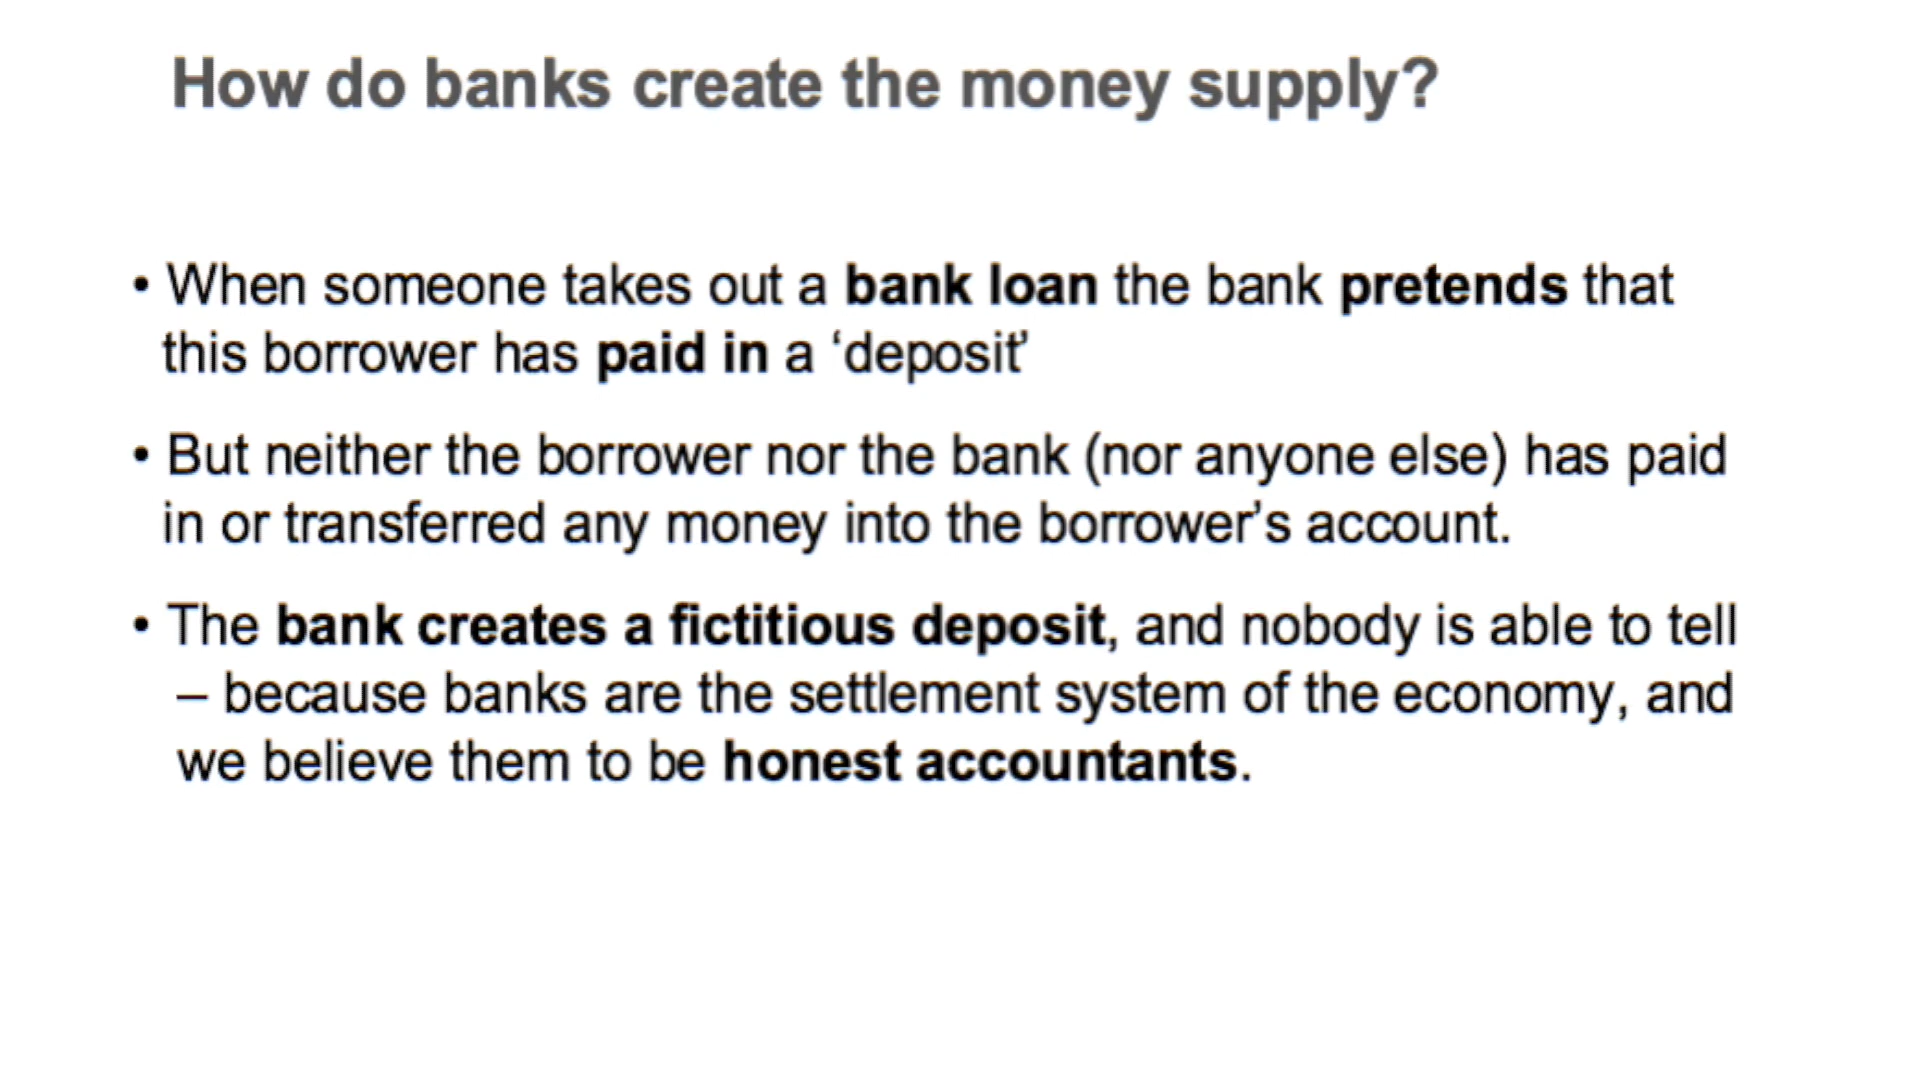 How do banks create the money supply?
• When someone takes out a bank loan the bank pretends that
this borrower has paid in a ‘deposit’
• But neither the borrower nor the bank (nor anyone else) has paid
in or transferred any money into the borrower’s account.
• The bank creates a fictitious deposit, and nobody is able to tell
– because banks are the settlement system of the economy, and
we believe them to be honest accountants.